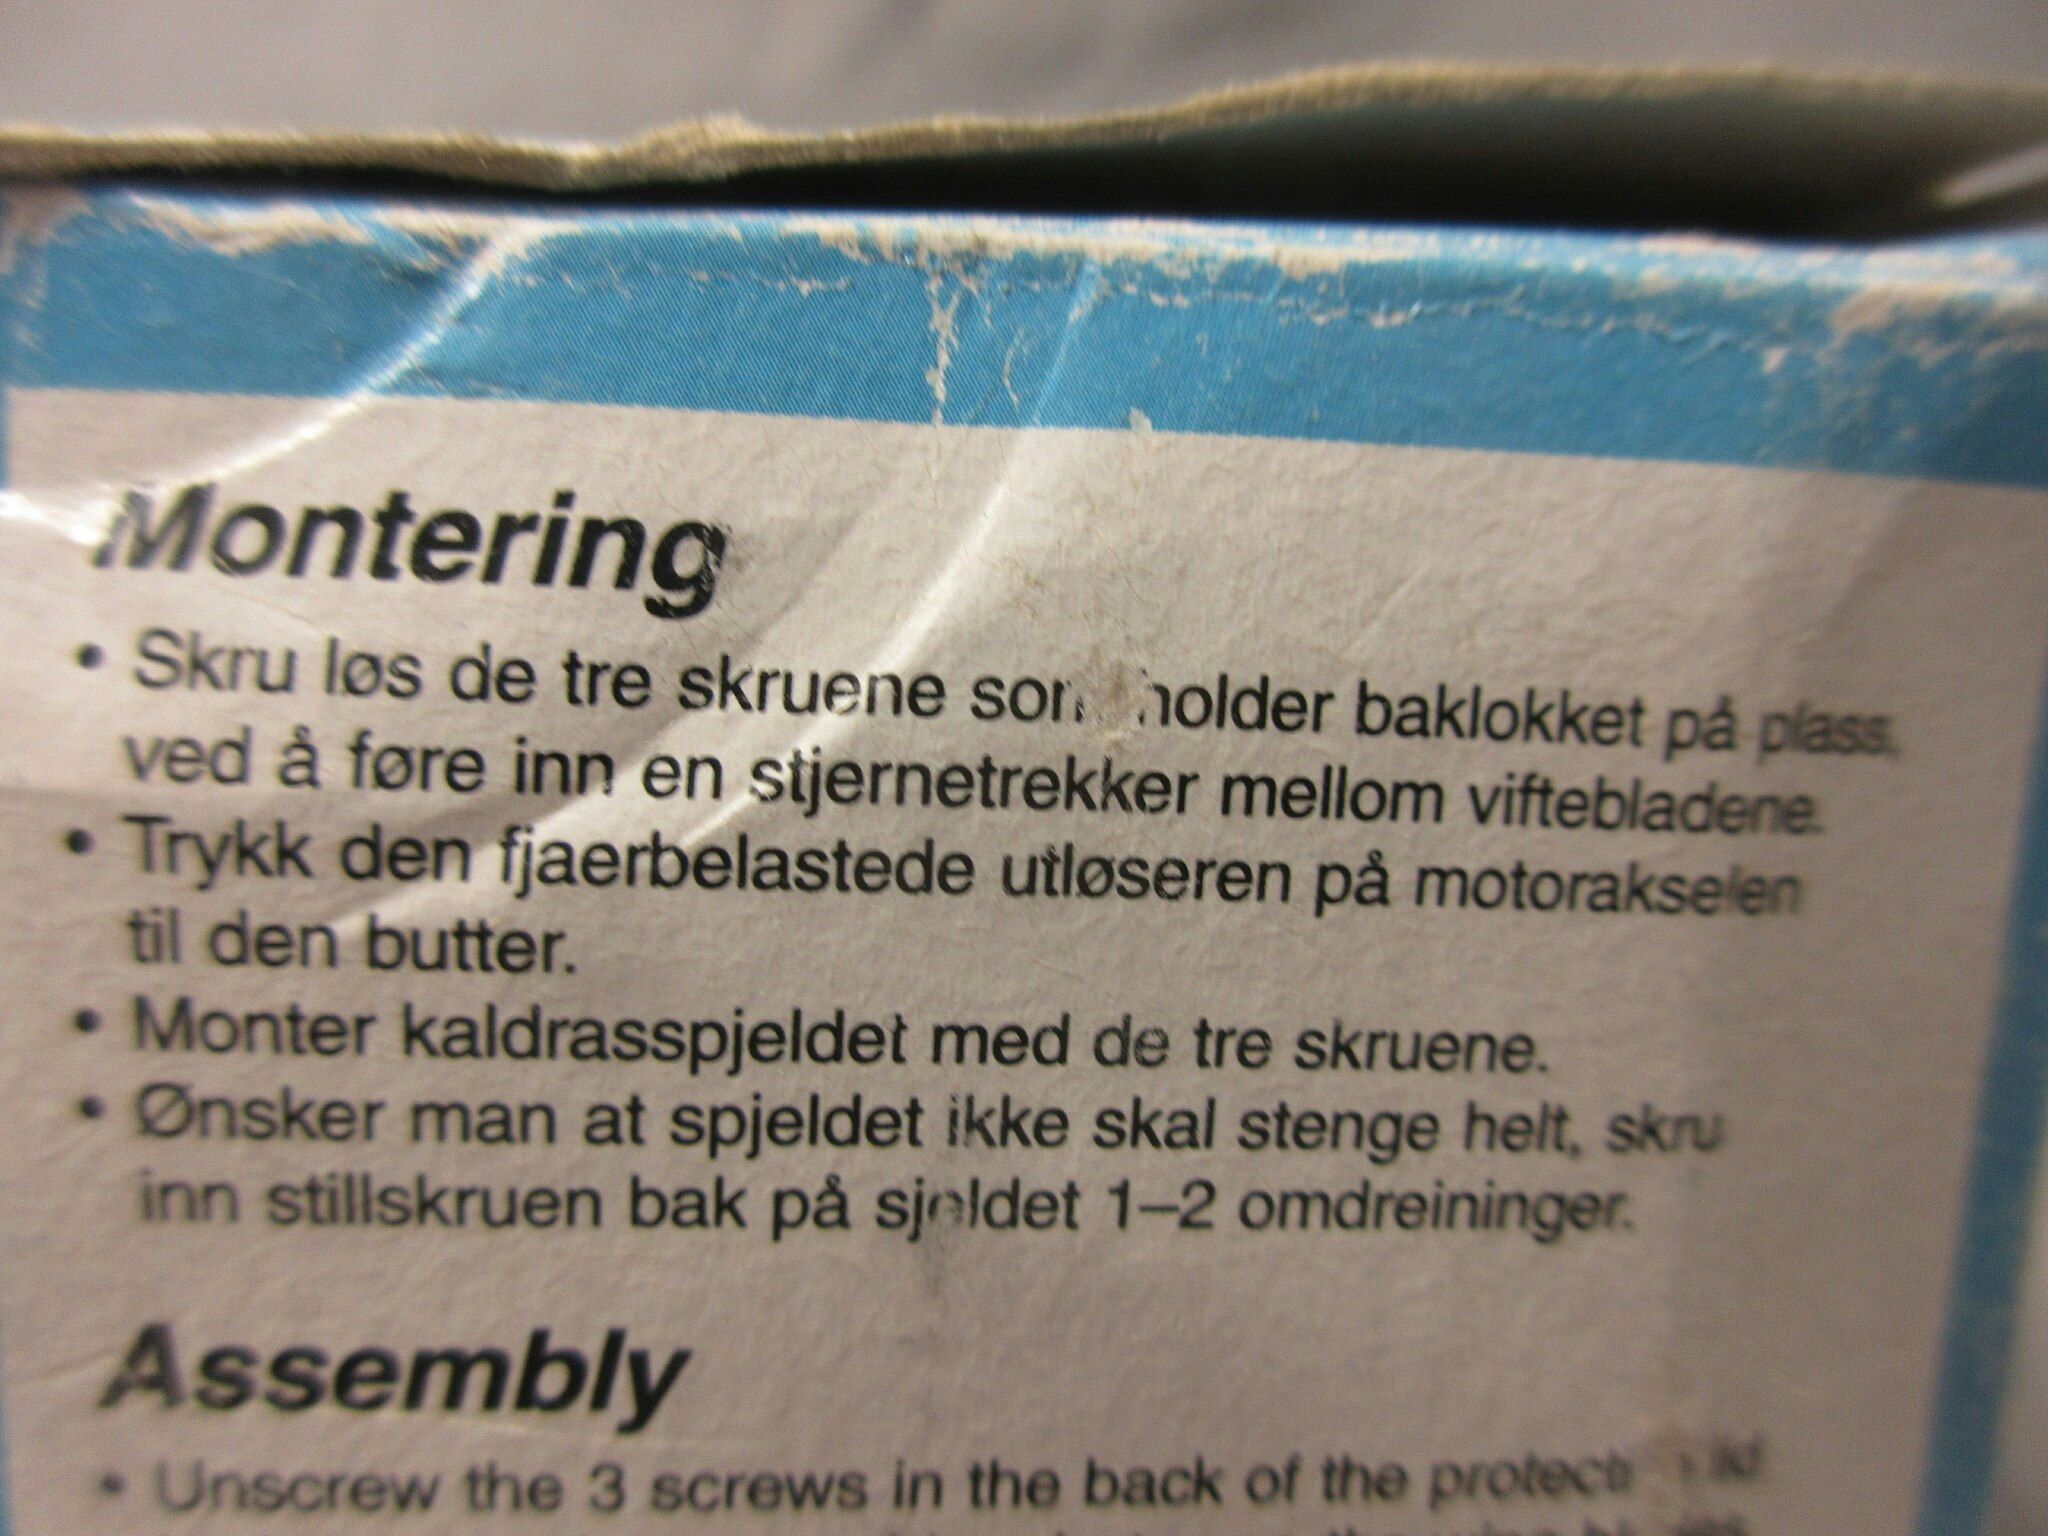 Montering
• Skru løs de tre skruene som holder baklokket på plass,
ved å føre inn en stjernetrekker mellom viftebladene.
• Trykk den fjaerbelastede utløseren på motorakselen
til den butter.
• Monter kaldrasspjeldet med de tre skruene.
• Ønsker man at spjeldet ikke skal stenge helt, skru
inn stillskruen bak på sjeldet 1–2 omdreininger.
Assembly
• Unscrew the 3 screws in the back of the